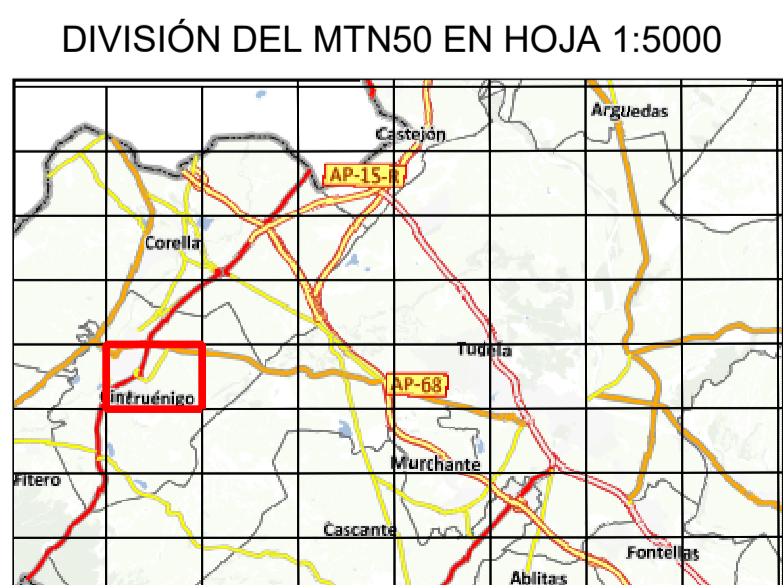 DIVISIÓN DEL MTN50 EN HOJA 1:5000
Arguedas
Castejón
AP-15-R
Corella
Tudela
AP-68
Cintruénigo
Murchante
Fitero
Cascante
Fontellas
Ablitas